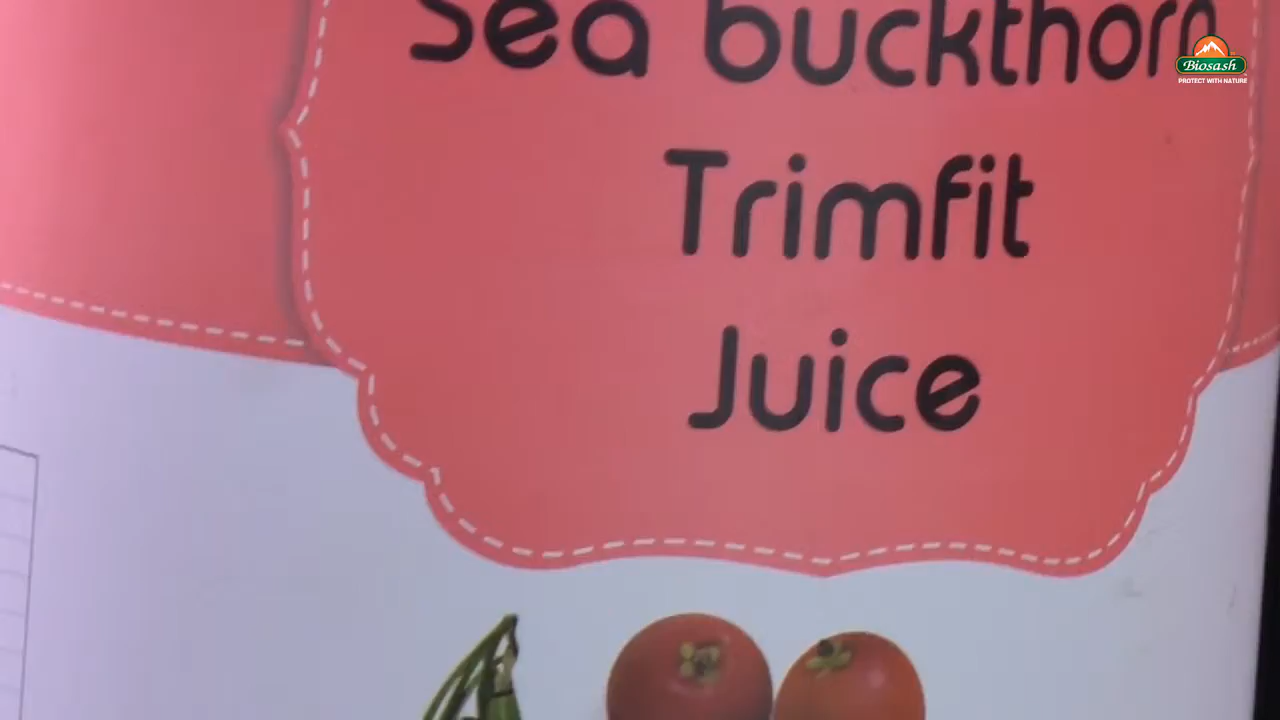 Sea buckthorn
Trimfit
Juice
Biosash
PROTECT WITH NATURE